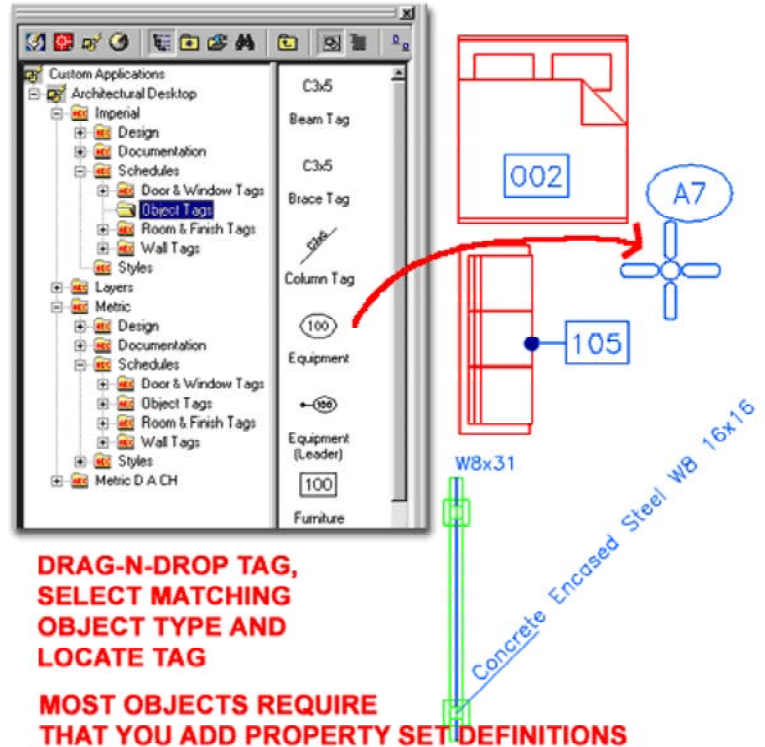 Custom Applications
Architectural Desktop
Imperial
Design
Documentation
Schedules
Door & Window Tags
Object Tags
Room & Finish Tags
Wall Tags
Styles
Layers
Metric
Design
Documentation
Schedules
Door & Window Tags
Object Tags
Room & Finish Tags
Wall Tags
Styles
Metric D A CH
C3x5
Beam Tag
C3x5
Brace Tag
C3x5
Column Tag
100
Equipment
100
Equipment
(Leader)
100
Furniture
002
A7
105
W8x31
Concrete Encased Steel W8 16x16
DRAG-N-DROP TAG,
SELECT MATCHING
OBJECT TYPE AND
LOCATE TAG
MOST OBJECTS REQUIRE
THAT YOU ADD PROPERTY SET DEFINITIONS